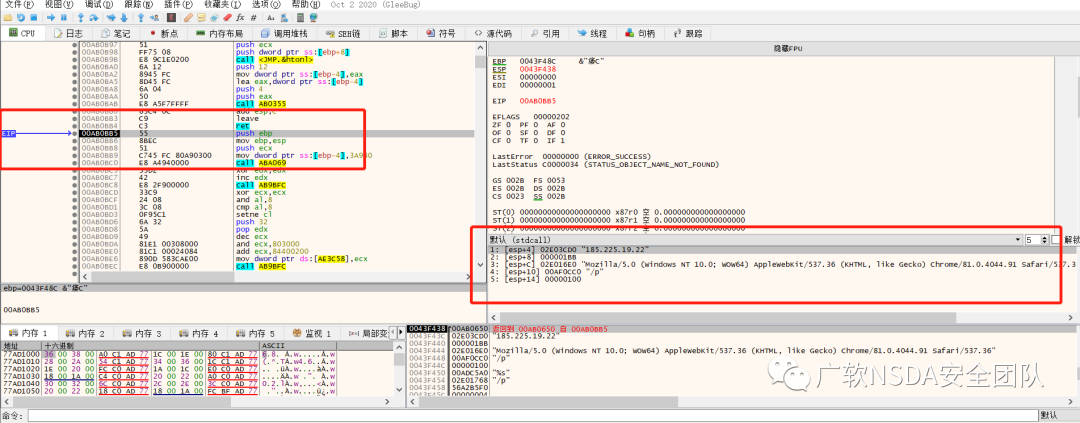 文件(F) 视图(V) 调试(D) 跟踪(N) 插件(P) 收藏夹(I) 选项(O) 帮助(H) Oct 2 2020 (GleeBug)
CPU 日志 笔记 断点 内存布局 调用堆栈 SEH链 脚本 符号 源代码 引用 线程 句柄 跟踪
00AB0B97 51 push ecx
00AB0B98 FF75 08 push dword ptr ss:[ebp+8]
00AB0B9B E8 9C1E0200 call <JMP.&htonl>
00AB0BA0 6A 12 push 12
8945 FC mov dword ptr ss:[ebp-4],eax
8D45 FC lea eax,dword ptr ss:[ebp-4]
6A 04 push 4
50 push eax
00AB0BAB E8 A5F7FFFF call AB0355
83C4 0C add esp,C
00AB0BB3 C9 leave
00AB0BB4 C3 ret
EIP 00AB0BB5 55 push ebp
00AB0BB6 8BEC mov ebp,esp
00AB0BB8 51 push ecx
00AB0BB9 C745 FC 80A90300 mov dword ptr ss:[ebp-4],3A980
00AB0BC0 E8 A4940000 call ABA069
33D2 xor edx,edx
00AB0BC7 42 inc edx
00AB0BC8 E8 2F900000 call AB9BFC
00AB0BCD 33C9 xor ecx,ecx
00AB0BCF 24 08 and al,8
00AB0BD1 3C 08 cmp al,8
00AB0BD3 0F95C1 setne cl
00AB0BD6 6A 32 push 32
00AB0BD8 5A pop edx
00AB0BD9 49 dec ecx
00AB0BDA 81E1 00308000 and ecx,803000
00AB0BE0 81C1 00024084 add ecx,84400200
00AB0BE6 890D 583CAE00 mov dword ptr ds:[AE3C58],ecx
00AB0BEC E8 0B900000 call AB9BFC
ebp=0043F48C &"C"
00AB0BB5
隐藏FPU
EBP 0043F48C &"C"
ESP 0043F438
ESI 00000000
EDI 00000001
EIP 00AB0BB5
EFLAGS 00000202
ZF 0 PF 0 AF 0
OF 0 SF 0 DF 0
CF 0 TF 0 IF 1
LastError 00000000 (ERROR_SUCCESS)
LastStatus C0000034 (STATUS_OBJECT_NAME_NOT_FOUND)
GS 002B FS 0053
ES 002B DS 002B
CS 0023 SS 002B
ST(0) 00000000000000000000 x87r0 空 0.000000000000000000
ST(1) 00000000000000000000 x87r1 空 0.000000000000000000
ST(2) 00000000000000000000 x87r2 空 0.000000000000000000
默认 (stdcall) 5 解锁
1: [esp+4] 02E03CD0 "185.225.19.22"
2: [esp+8] 000001BB
3: [esp+C] 02E016E0 "Mozilla/5.0 (Windows NT 10.0; WOW64) AppleWebKit/537.36 (KHTML, like Gecko) Chrome/81.0.4044.91 Safari/537.3
4: [esp+10] 00AF0CC0 "/p"
5: [esp+14] 00000100
内存 1 内存 2 内存 3 内存 4 内存 5 监视 1 局部变
地址 十六进制 ASCII
77AD1000 36 00 38 00 A0 C1 AD 77 1C 00 1E 00 80 C1 AD 77
77AD1010 28 00 2A 00 54 C1 AD 77 34 00 36 00 1C C1 AD 77
77AD1020 1E 00 20 00 FC C0 AD 77 1A 00 1C 00 E0 C0 AD 77
77AD1030 18 00 1A 00 C4 C0 AD 77 20 00 22 00 A0 C0 AD 77
77AD1040 30 00 32 00 6C C0 AD 77 2C 00 2E 00 3C C0 AD 77
77AD1050 20 00 22 00 18 C0 AD 77 18 00 1A 00 FC BF AD 77
0043F438 00AB0650 返回到 00AB0650 自 00AB0BB5
0043F43C 02E03CD0 "185.225.19.22"
0043F440 000001BB
0043F444 02E016E0 "Mozilla/5.0 (Windows NT 10.0; WOW64) AppleWebKit/537.36 (KHTML, like Gecko) Chrome/81.0.4044.91 Safari/537.36"
0043F448 00AF0CC0 "/p"
0043F44C 00000100
0043F450 00ADC5A0 "%s"
0043F454 02E01768 "/p"
0043F458 56A2B5F0
0043F45C 00000004
命令: 默认
广软NSDA安全团队